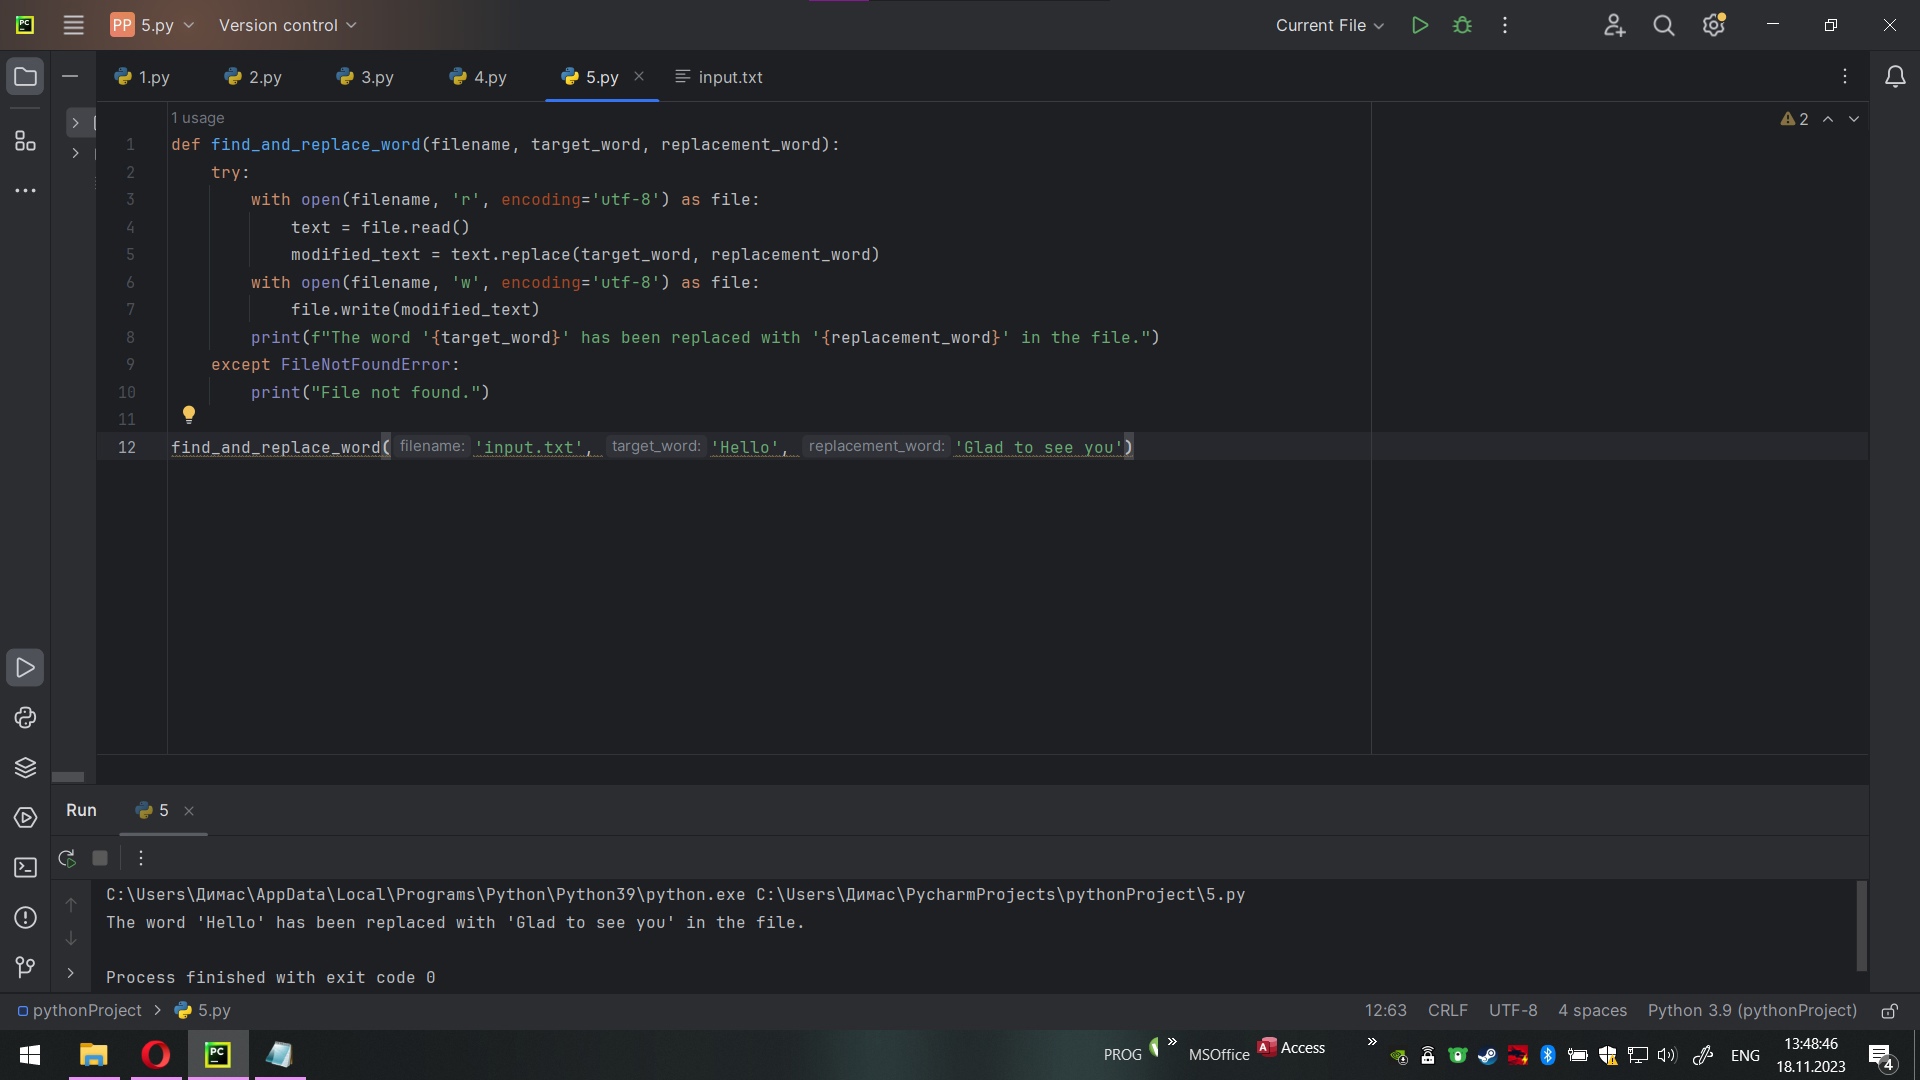 PC PP 5.py Version control Current File
1.py 2.py 3.py 4.py 5.py input.txt
1 usage 2
1 def find_and_replace_word(filename, target_word, replacement_word):
2 try:
3 with open(filename, 'r', encoding='utf-8') as file:
4 text = file.read()
5 modified_text = text.replace(target_word, replacement_word)
6 with open(filename, 'w', encoding='utf-8') as file:
7 file.write(modified_text)
8 print(f"The word '{target_word}' has been replaced with '{replacement_word}' in the file.")
9 except FileNotFoundError:
10 print("File not found.")
11
12 find_and_replace_word( filename: 'input.txt', target_word: 'Hello', replacement_word: 'Glad to see you')
Run 5
C:\Users\Димас\AppData\Local\Programs\Python\Python39\python.exe C:\Users\Димас\PycharmProjects\pythonProject\5.py
The word 'Hello' has been replaced with 'Glad to see you' in the file.
Process finished with exit code 0
pythonProject > 5.py 12:63 CRLF UTF-8 4 spaces Python 3.9 (pythonProject)
PC PROG » MSOffice A Access » ENG 13:48:46
18.11.2023 4